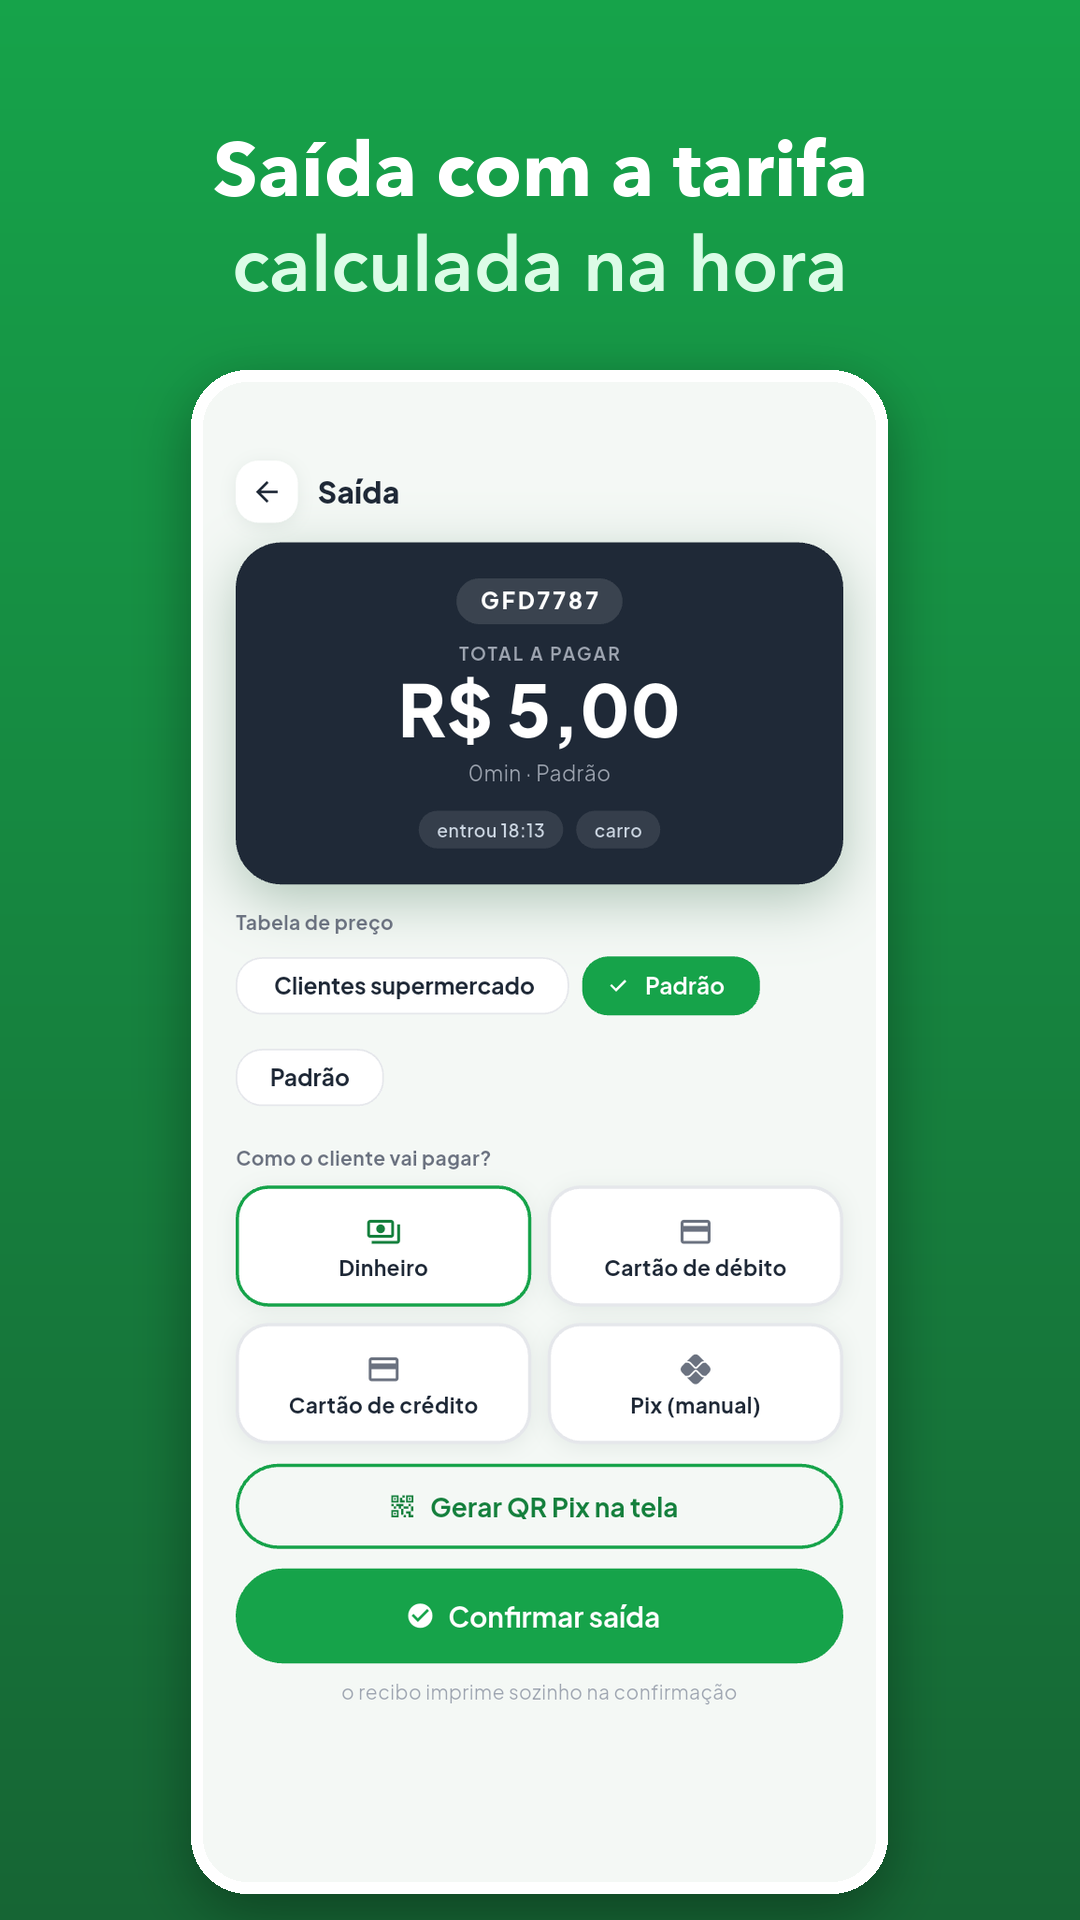 Saída com a tarifa
calculada na hora
Saída
GFD7787
TOTAL A PAGAR
R$ 5,00
0min · Padrão
entrou 18:13
carro
Tabela de preço
Clientes supermercado
Padrão
Padrão
Como o cliente vai pagar?
Dinheiro
Cartão de débito
Cartão de crédito
Pix (manual)
Gerar QR Pix na tela
Confirmar saída
o recibo imprime sozinho na confirmação